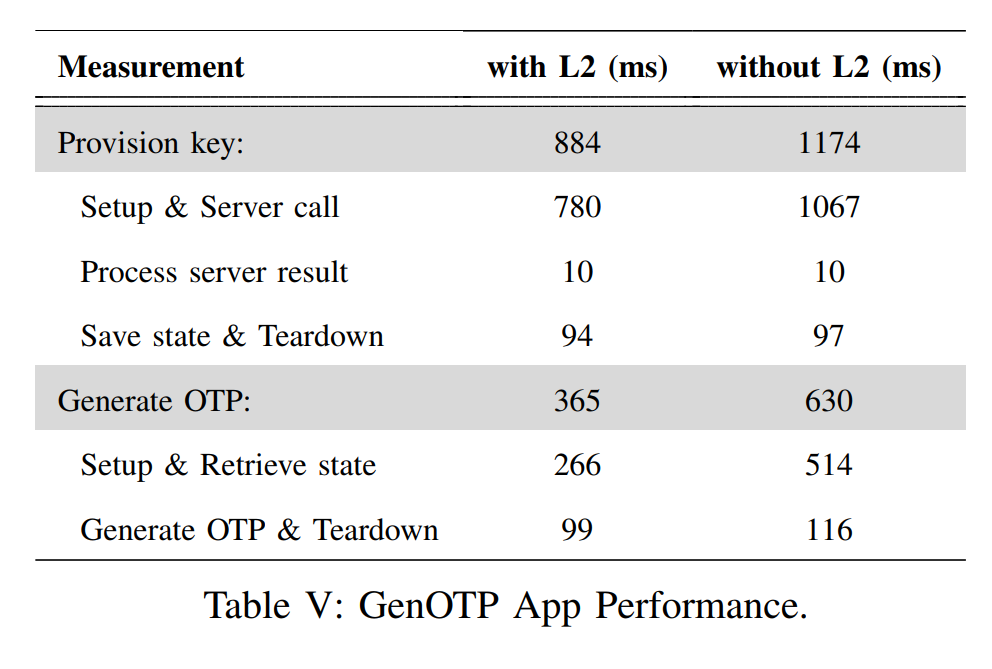 Measurement with L2 (ms) without L2 (ms)
Provision key: 884 1174
Setup & Server call 780 1067
Process server result 10 10
Save state & Teardown 94 97
Generate OTP: 365 630
Setup & Retrieve state 266 514
Generate OTP & Teardown 99 116
Table V: GenOTP App Performance.